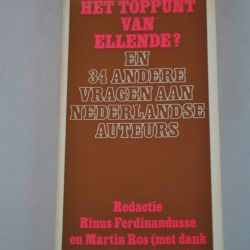 HET TOPPUNT
VAN
ELLENDE?
EN
34 ANDERE
VRAGEN AAN
NEDERLANDSE
AUTEURS
Redactie
Rinus Ferdinandusse
en Martin Ros (met dank